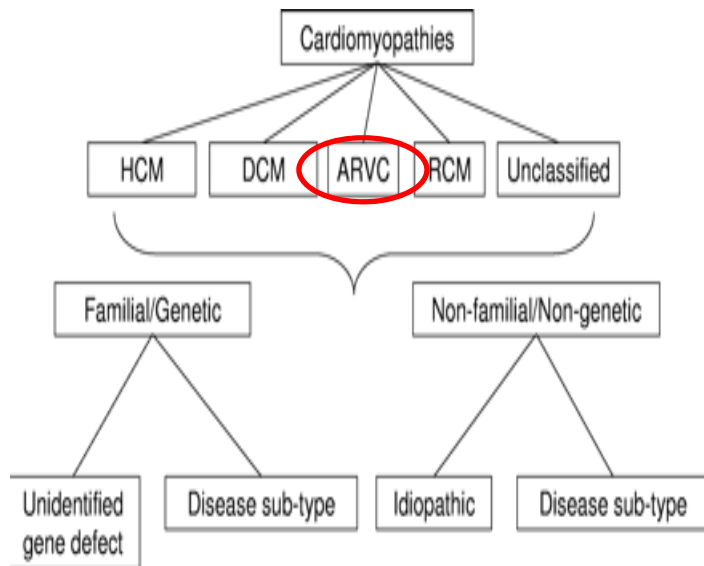 Cardiomyopathies
HCM
DCM
ARVC
RCM
Unclassified
Familial/Genetic
Non-familial/Non-genetic
Unidentified
gene defect
Disease sub-type
Idiopathic
Disease sub-type